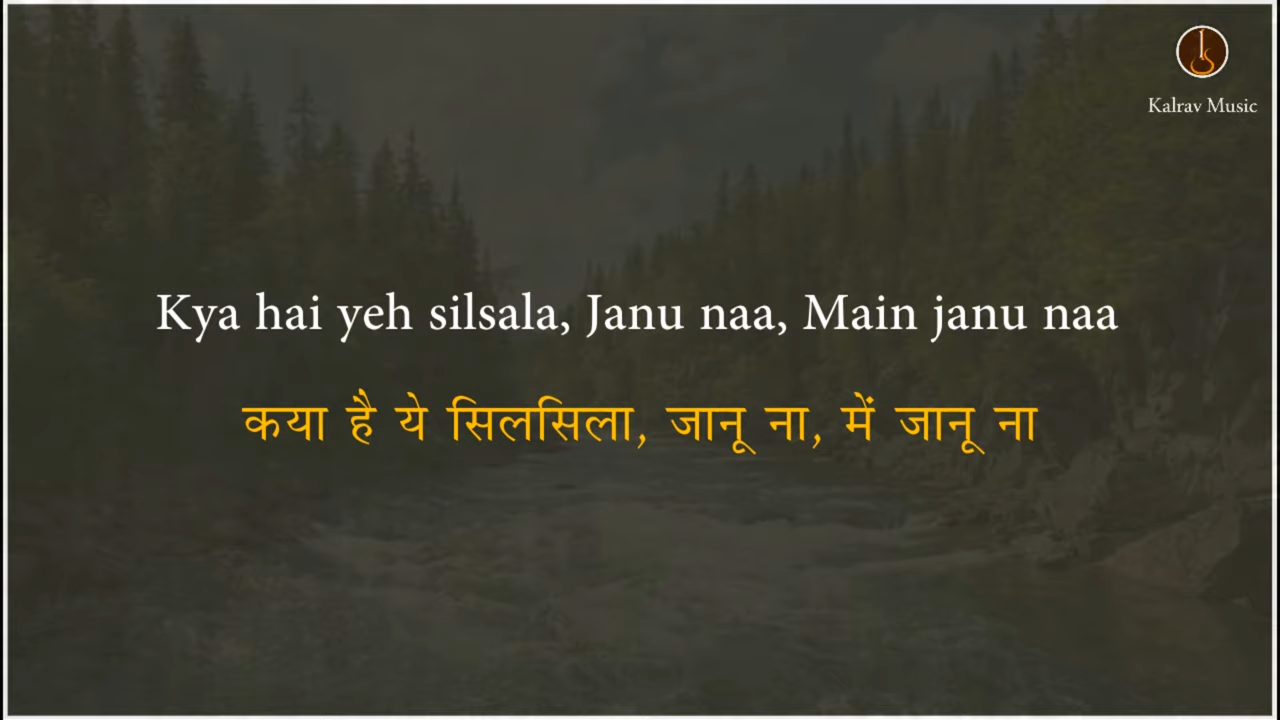 Kalrav Music
Kya hai yeh silsala, Janu naa, Main janu naa
कया है ये सिलसिला, जानू ना, में जानू ना